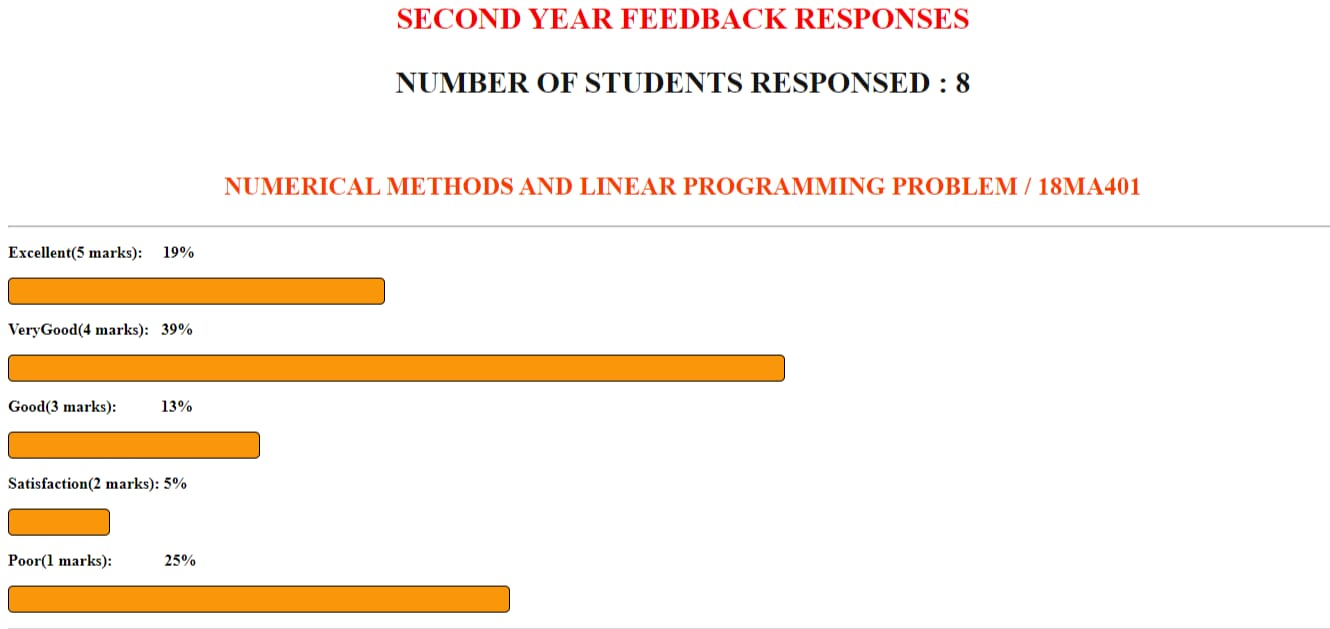 SECOND YEAR FEEDBACK RESPONSES
NUMBER OF STUDENTS RESPONSED : 8
NUMERICAL METHODS AND LINEAR PROGRAMMING PROBLEM / 18MA401
Excellent(5 marks): 19%
VeryGood(4 marks): 39%
Good(3 marks): 13%
Satisfaction(2 marks): 5%
Poor(1 marks): 25%